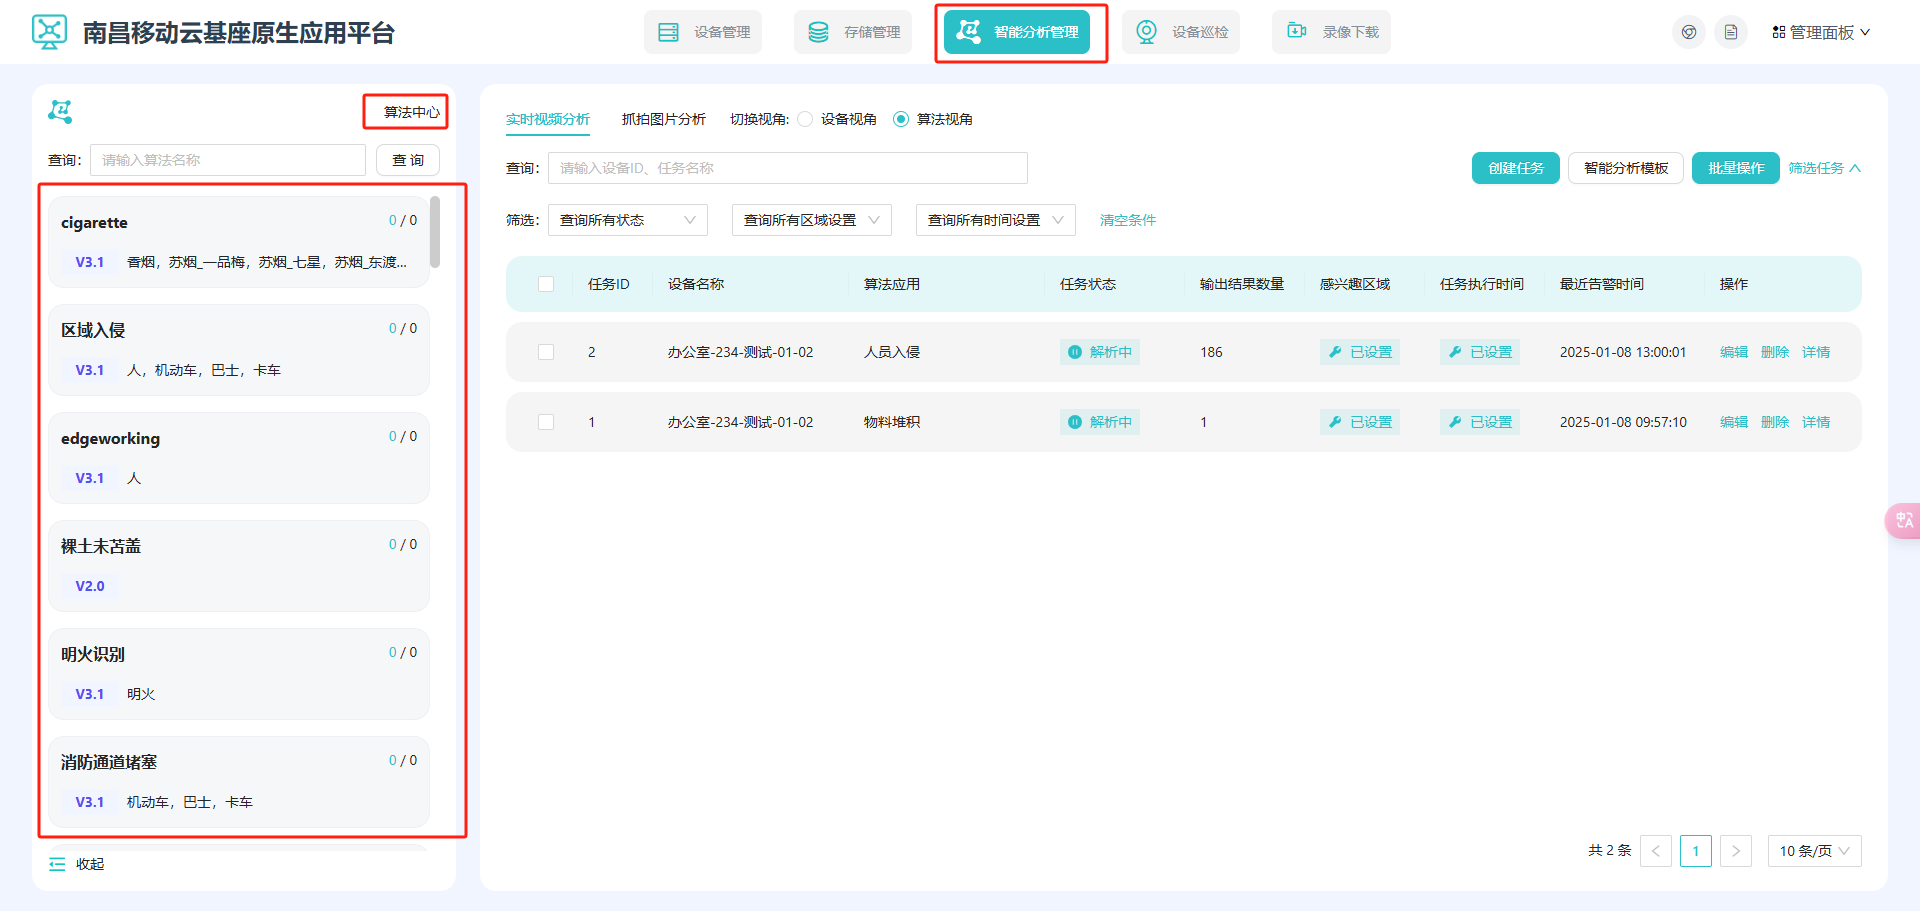 南昌移动云基座原生应用平台
设备管理
存储管理
智能分析管理
设备巡检
录像下载
管理面板
算法中心
查询:
请输入算法名称
查 询
cigarette
0 / 0
V3.1
香烟，苏烟_一品梅，苏烟_七星，苏烟_东渡...
区域入侵
0 / 0
V3.1
人，机动车，巴士，卡车
edgeworking
0 / 0
V3.1
人
裸土未苫盖
0 / 0
V2.0
明火识别
0 / 0
V3.1
明火
消防通道堵塞
0 / 0
V3.1
机动车，巴士，卡车
收起
实时视频分析
抓拍图片分析
切换视角:
设备视角
算法视角
查询:
请输入设备ID、任务名称
创建任务
智能分析模板
批量操作
筛选任务
筛选:
查询所有状态
查询所有区域设置
查询所有时间设置
清空条件
任务ID 设备名称 算法应用 任务状态 输出结果数量 感兴趣区域 任务执行时间 最近告警时间 操作
2 办公室-234-测试-01-02 人员入侵 解析中 186 已设置 已设置 2025-01-08 13:00:01 编辑 删除 详情
1 办公室-234-测试-01-02 物料堆积 解析中 1 已设置 已设置 2025-01-08 09:57:10 编辑 删除 详情
共 2 条
1
10 条/页